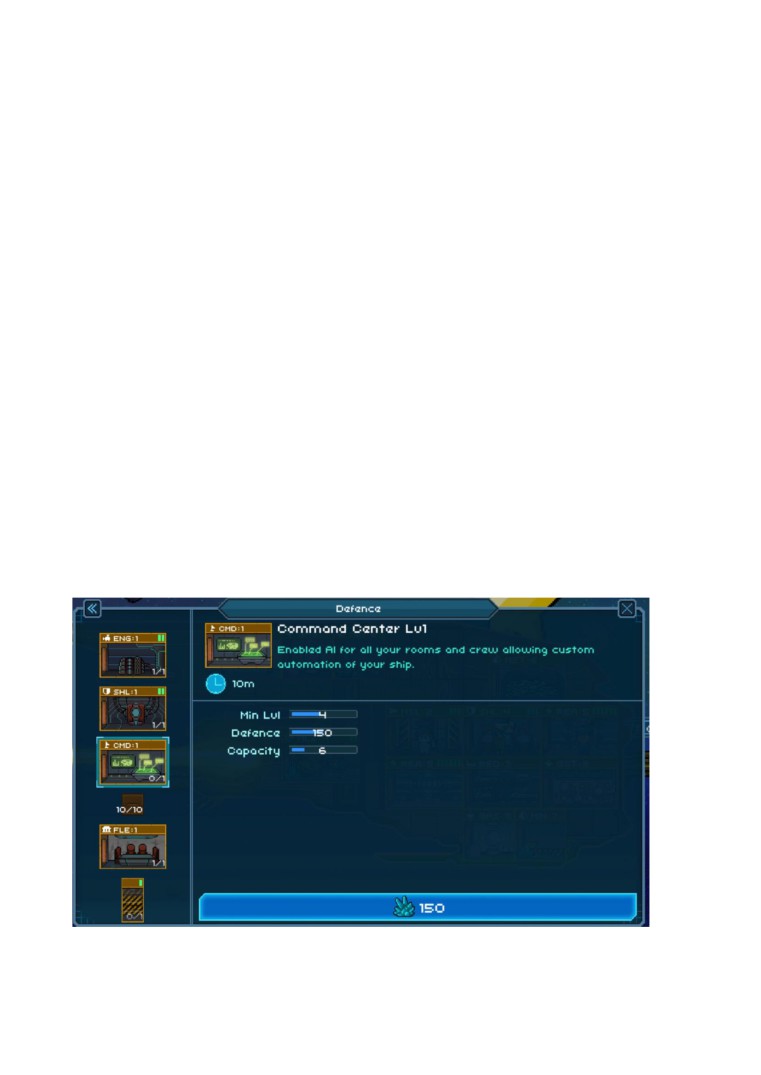 Defence
ENG:1
1/1
SHL:1
1/1
CMD:1
0/1
10/10
FLE:1
1/1
0/1
CMD:1
Command Center Lv1
Enabled AI for all your rooms and crew allowing custom
automation of your ship.
10m
Min Lvl 4
Defence 150
Capacity 6
150